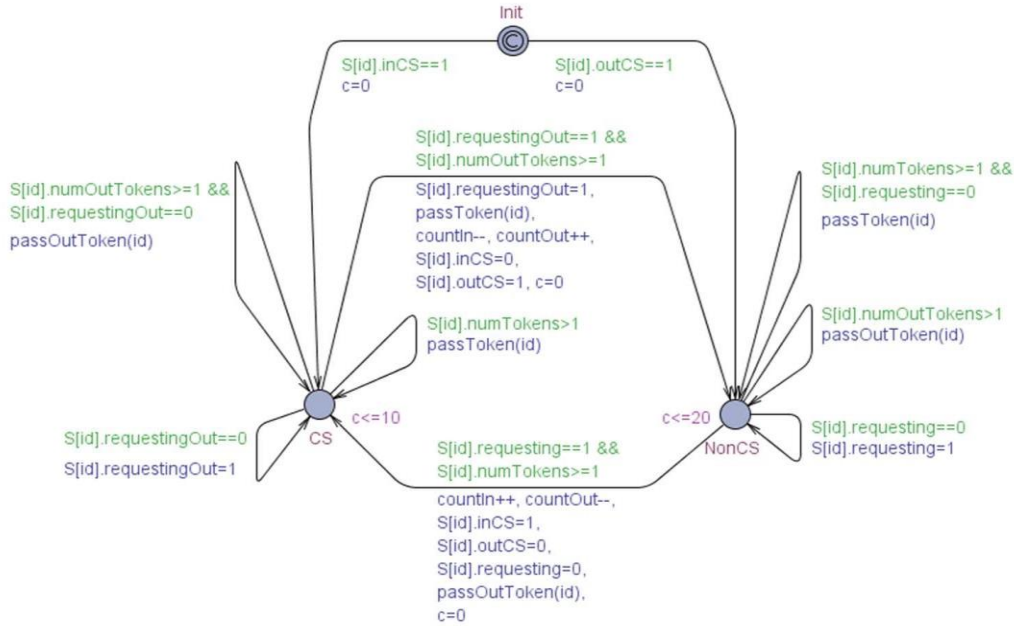 Init
S[id].inCS==1
c=0
S[id].outCS==1
c=0
S[id].requestingOut==1 &&
S[id].numOutTokens>=1
S[id].requestingOut=1,
passToken(id),
countIn--, countOut++,
S[id].inCS=0,
S[id].outCS=1, c=0
S[id].numOutTokens>=1 &&
S[id].requestingOut==0
passOutToken(id)
S[id].numTokens>=1 &&
S[id].requesting==0
passToken(id)
S[id].numTokens>1
passToken(id)
S[id].numOutTokens>1
passOutToken(id)
c<=10
CS
c<=20
NonCS
S[id].requestingOut==0
S[id].requestingOut=1
S[id].requesting==0
S[id].requesting=1
S[id].requesting==1 &&
S[id].numTokens>=1
countIn++, countOut--,
S[id].inCS=1,
S[id].outCS=0,
S[id].requesting=0,
passOutToken(id),
c=0